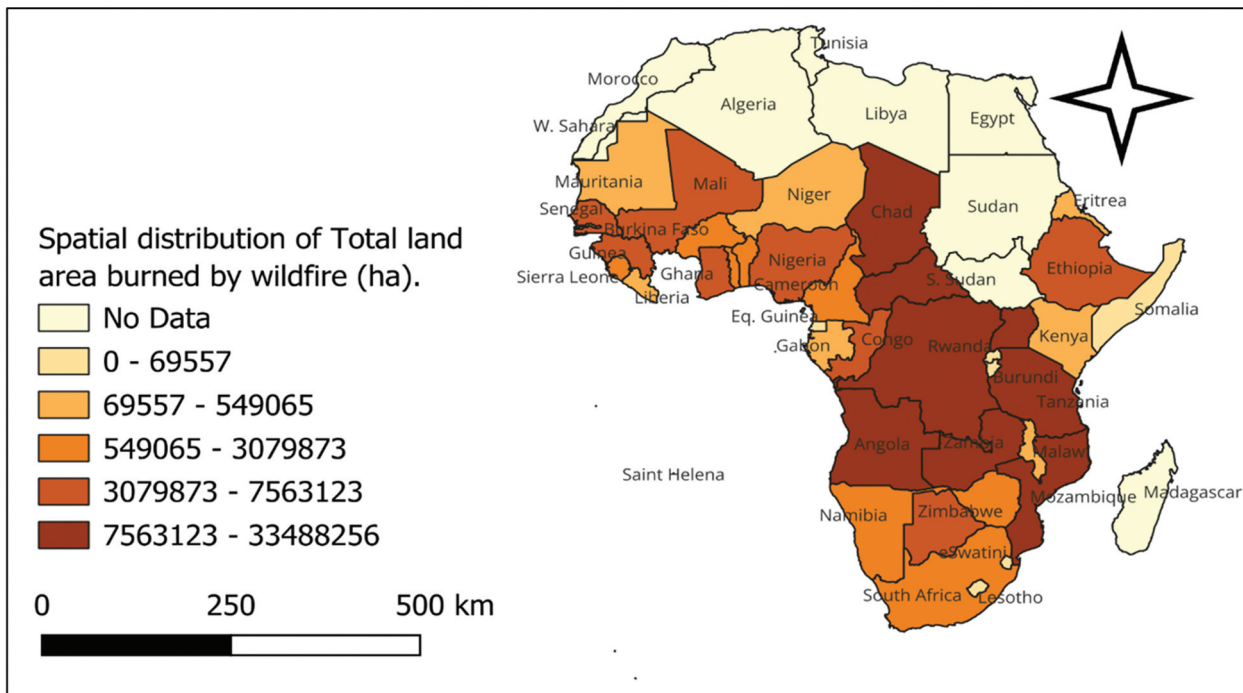 Tunisia
Morocco
Algeria
Libya
Egypt
W. Sahara
Mauritania
Mali
Niger
Chad
Sudan
Eritrea
Senegal
Burkina Faso
Guinea
Nigeria
Ethiopia
Sierra Leone
Ghana
Cameroon
S. Sudan
Liberia
Somalia
Eq. Guinea
Gabon
Congo
Rwanda
Kenya
Burundi
Tanzania
Angola
Zambia
Malawi
Saint Helena
Mozambique
Madagascar
Namibia
Zimbabwe
eSwatini
South Africa
Lesotho
Spatial distribution of Total land
area burned by wildfire (ha).
No Data
0 - 69557
69557 - 549065
549065 - 3079873
3079873 - 7563123
7563123 - 33488256
0 250 500 km